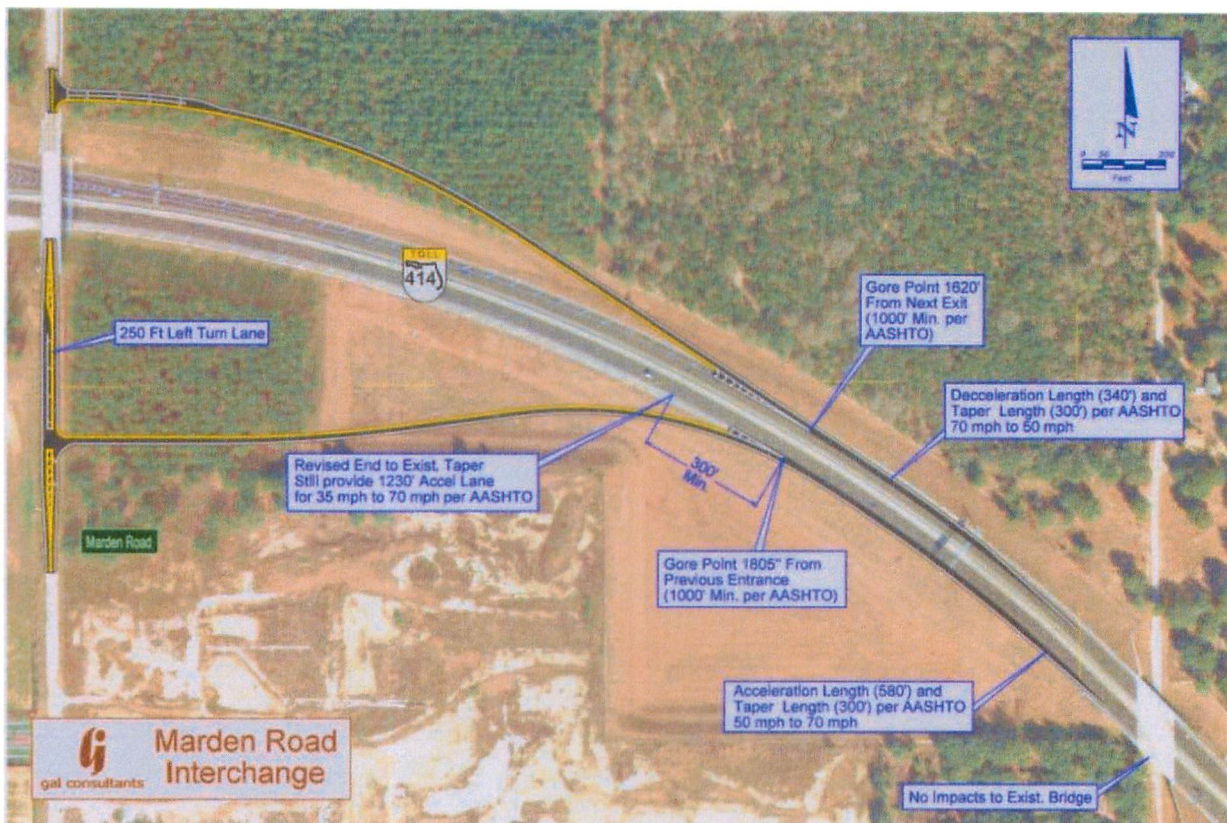 N
0 50 200
Feet
TOLL
414
Gore Point 1620'
From Next Exit
(1000' Min. per
AASHTO)
250 Ft Left Turn Lane
Decceleration Length (340') and
Taper Length (300') per AASHTO
70 mph to 50 mph
Revised End to Exist. Taper
Still provide 1230' Accel Lane
for 35 mph to 70 mph per AASHTO
300'
Min.
Marden Road
Gore Point 1805" From
Previous Entrance
(1000' Min. per AASHTO)
Acceleration Length (580') and
Taper Length (300') per AASHTO
50 mph to 70 mph
gal consultants
Marden Road
Interchange
No Impacts to Exist. Bridge